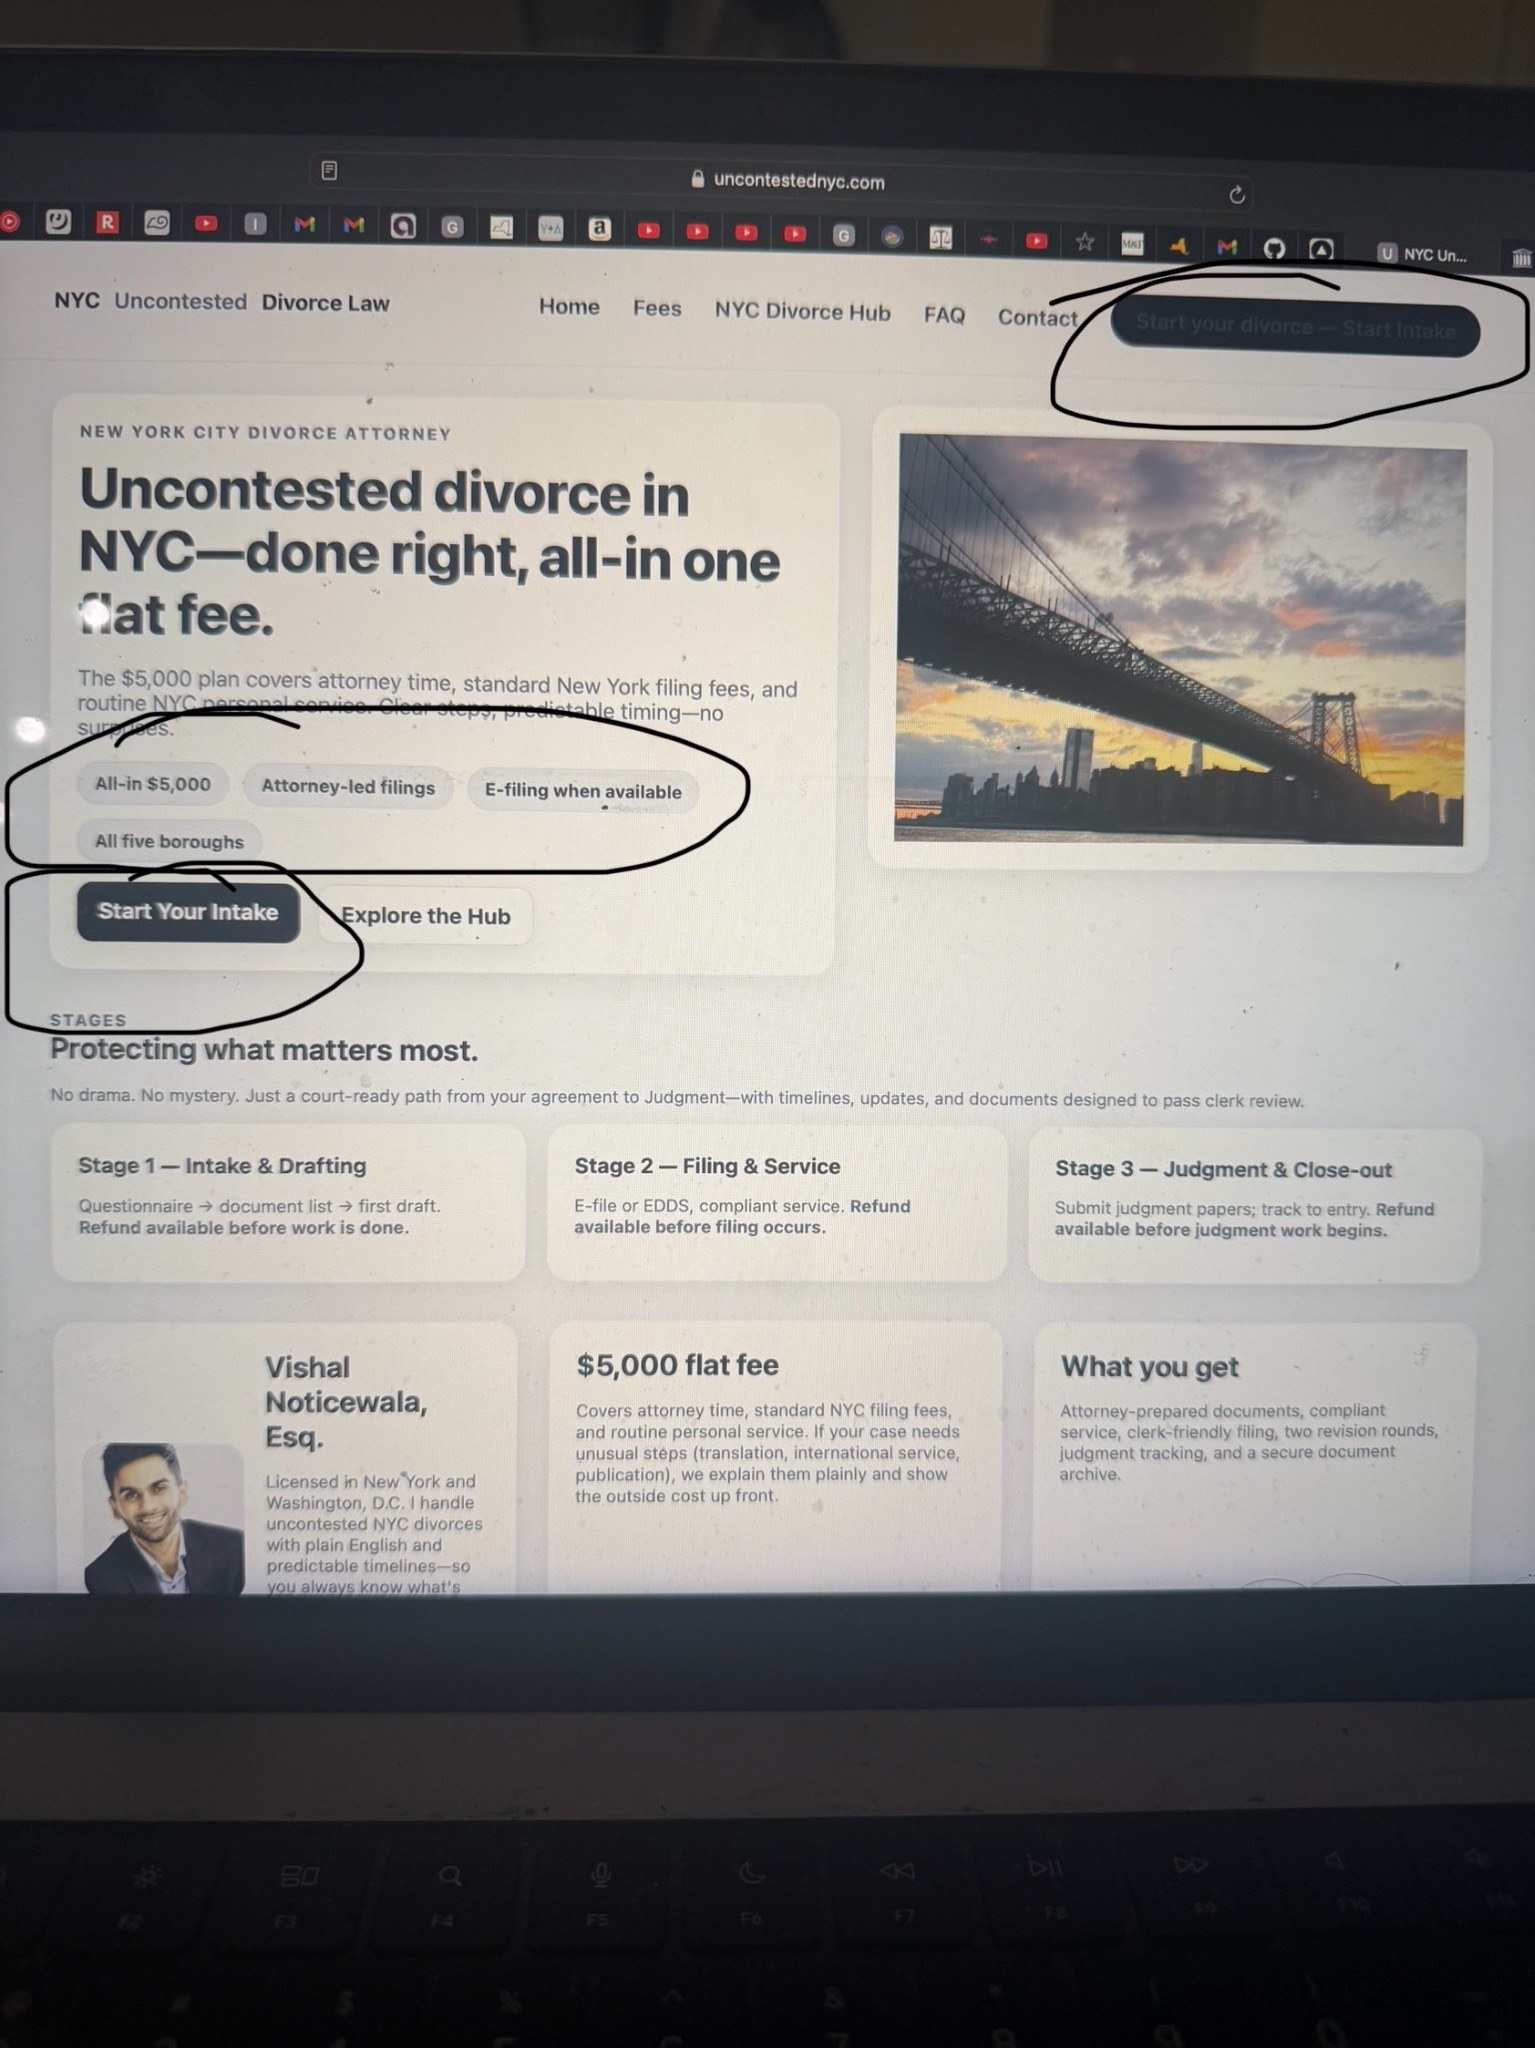 uncontestednyc.com
NYC Un...
NYC Uncontested Divorce Law
Home Fees NYC Divorce Hub FAQ Contact Start your divorce — Start Intake
NEW YORK CITY DIVORCE ATTORNEY
Uncontested divorce in
NYC—done right, all-in one
flat fee.
The $5,000 plan covers attorney time, standard New York filing fees, and
routine NYC personal service. Clear steps, predictable timing—no
surprises.
All-in $5,000 Attorney-led filings E-filing when available
All five boroughs
Start Your Intake Explore the Hub
STAGES
Protecting what matters most.
No drama. No mystery. Just a court-ready path from your agreement to Judgment—with timelines, updates, and documents designed to pass clerk review.
Stage 1 — Intake & Drafting
Questionnaire → document list → first draft.
Refund available before work is done.
Stage 2 — Filing & Service
E-file or EDDS, compliant service. Refund
available before filing occurs.
Stage 3 — Judgment & Close-out
Submit judgment papers; track to entry. Refund
available before judgment work begins.
Vishal
Noticewala,
Esq.
Licensed in New York and
Washington, D.C. I handle
uncontested NYC divorces
with plain English and
predictable timelines—so
you always know what's
$5,000 flat fee
Covers attorney time, standard NYC filing fees,
and routine personal service. If your case needs
unusual steps (translation, international service,
publication), we explain them plainly and show
the outside cost up front.
What you get
Attorney-prepared documents, compliant
service, clerk-friendly filing, two revision rounds,
judgment tracking, and a secure document
archive.
F2 F3 F4 F5 F6 F7 F8 F9 F10